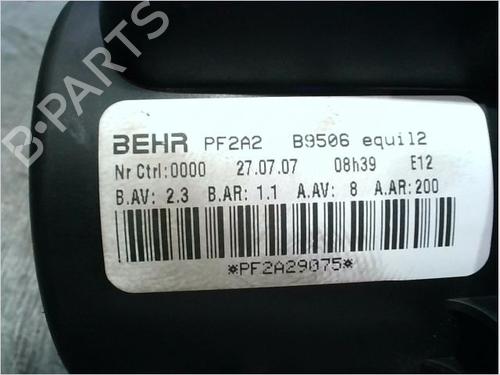 B-PARTS
BEHR PF2A2 B9506 equil2
Nr Ctrl:0000 27.07.07 08h39 E12
B.AV: 2.3 B.AR: 1.1 A.AV: 8 A.AR:200
*PF2A29075*